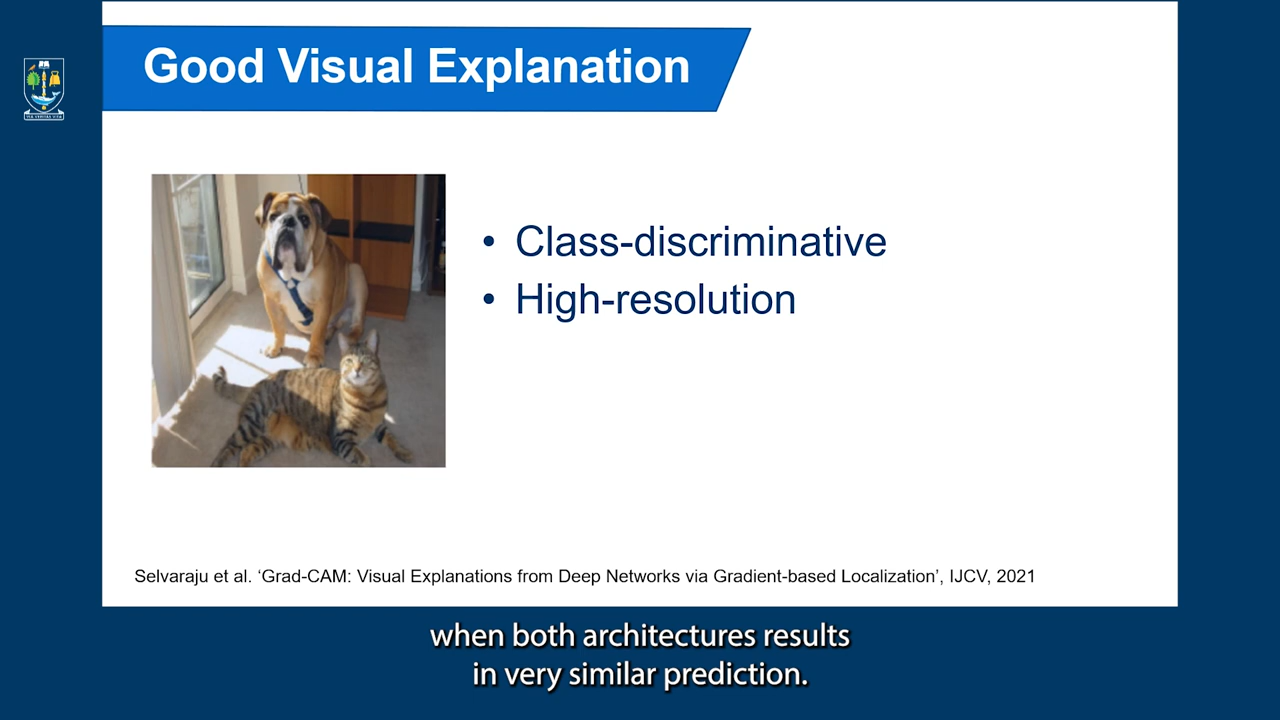 Good Visual Explanation
• Class-discriminative
• High-resolution
Selvaraju et al. ‘Grad-CAM: Visual Explanations from Deep Networks via Gradient-based Localization’, IJCV, 2021
when both architectures results
in very similar prediction.